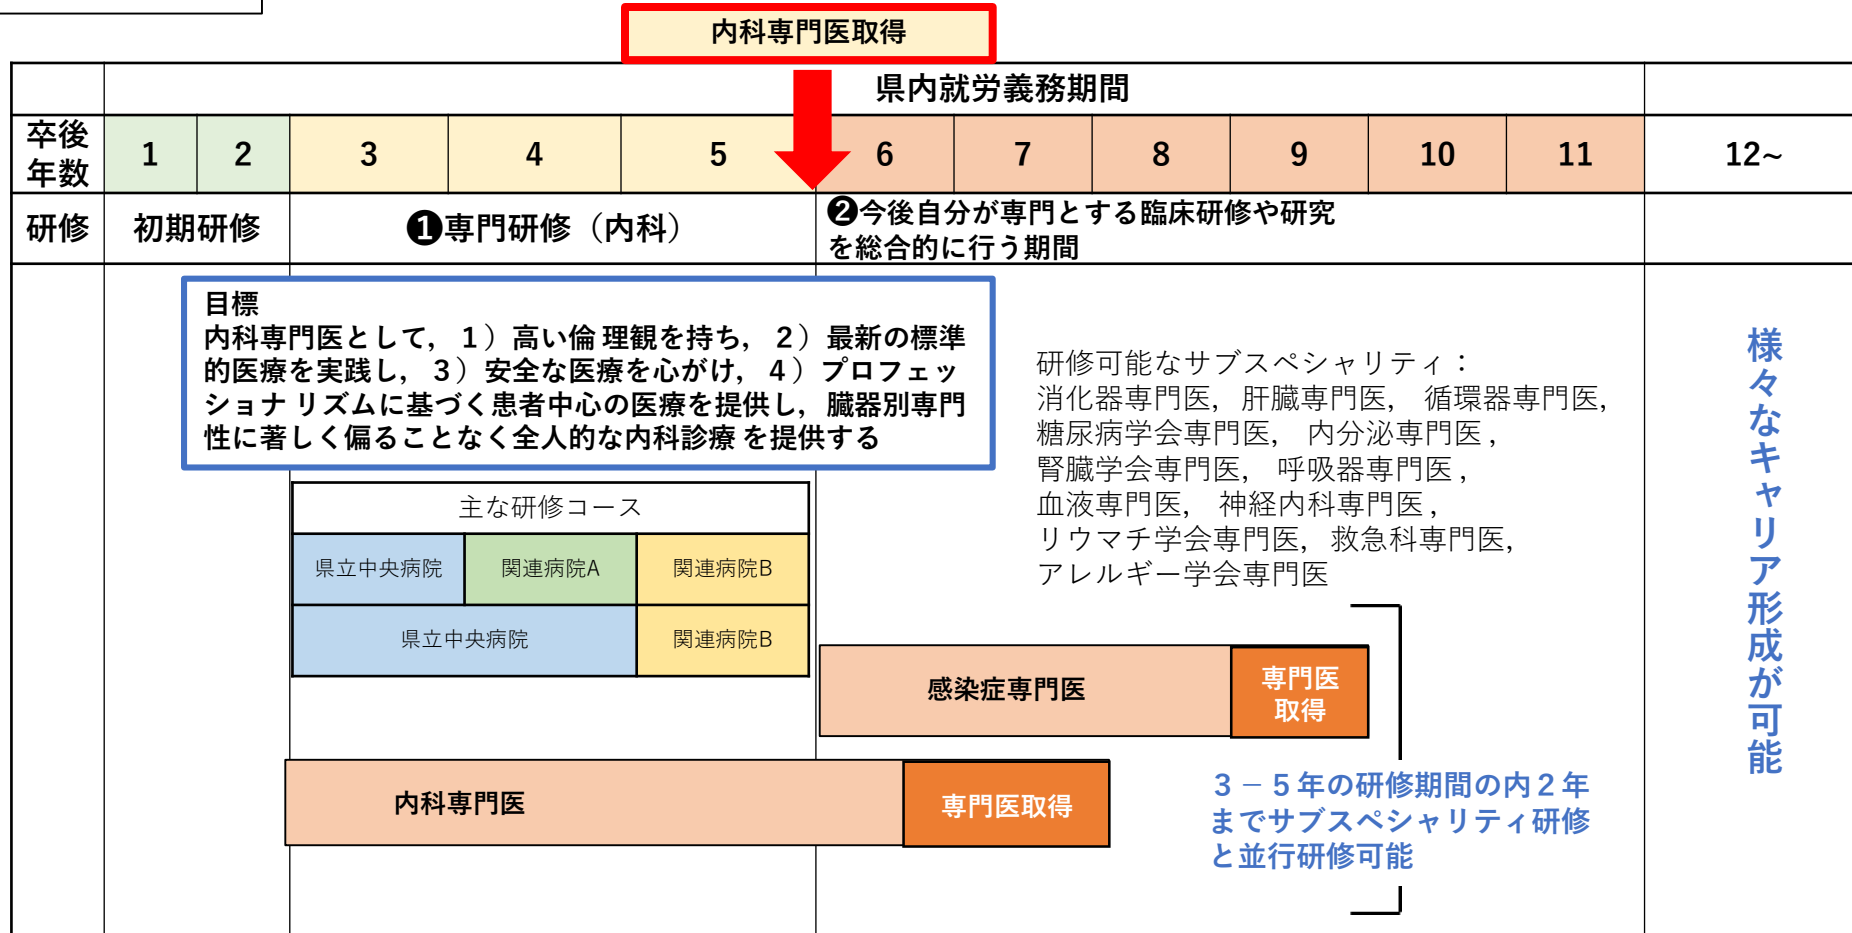 内科専門医取得
県内就労義務期間
卒後
年数
1 2 3 4 5 6 7 8 9 10 11 12~
研修 初期研修 ❶専門研修（内科） ❷今後自分が専門とする臨床研修や研究
を総合的に行う期間
目標
内科専門医として，１）高い倫理観を持ち，２）最新の標準
的医療を実践し，３）安全な医療を心がけ，４）プロフェッ
ショナリズムに基づく患者中心の医療を提供し，臓器別専門
性に著しく偏ることなく全人的な内科診療を提供する
研修可能なサブスペシャリティ：
消化器専門医，肝臓専門医，循環器専門医，
糖尿病学会専門医，内分泌専門医，
腎臓学会専門医，呼吸器専門医，
血液専門医，神経内科専門医，
リウマチ学会専門医，救急科専門医，
アレルギー学会専門医
様々なキャリア形成が可能
主な研修コース
県立中央病院 関連病院A 関連病院B
県立中央病院 関連病院B
感染症専門医
専門医
取得
内科専門医 専門医取得
３－５年の研修期間の内２年
までサブスペシャリティ研修
と並行研修可能